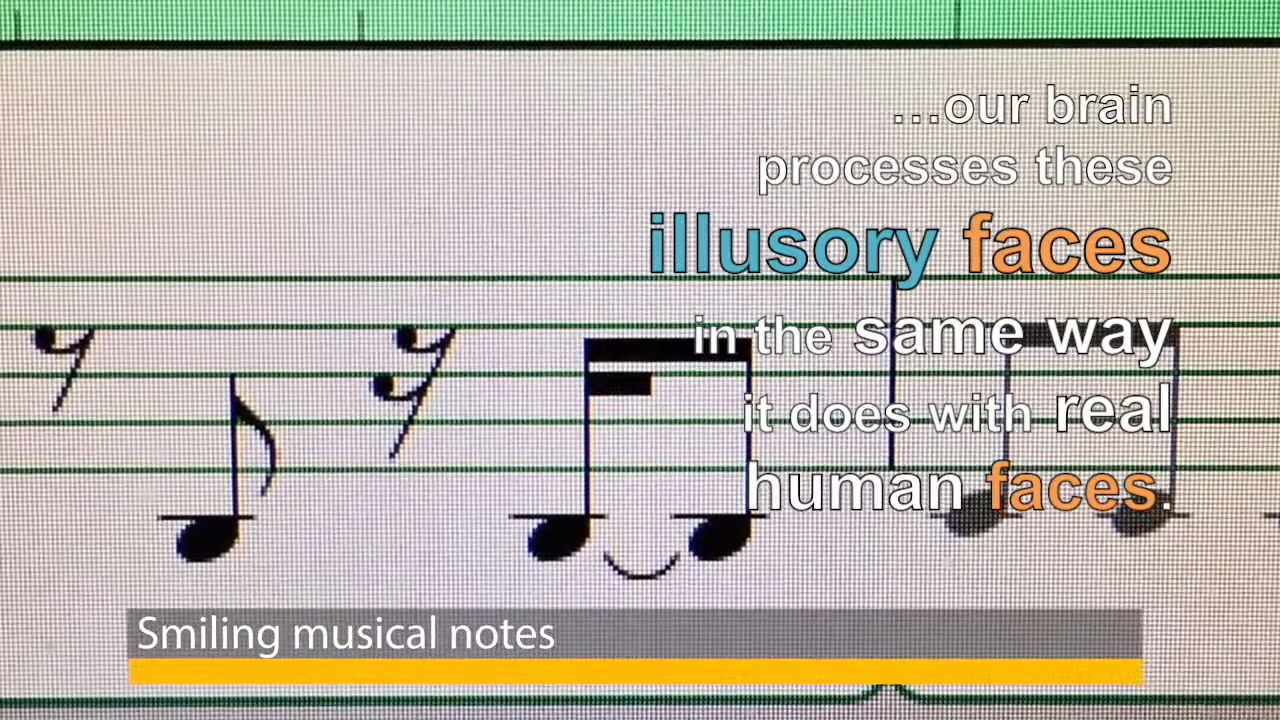 ...our brain
processes these
illusory faces
in the same way
it does with real
human faces.
Smiling musical notes